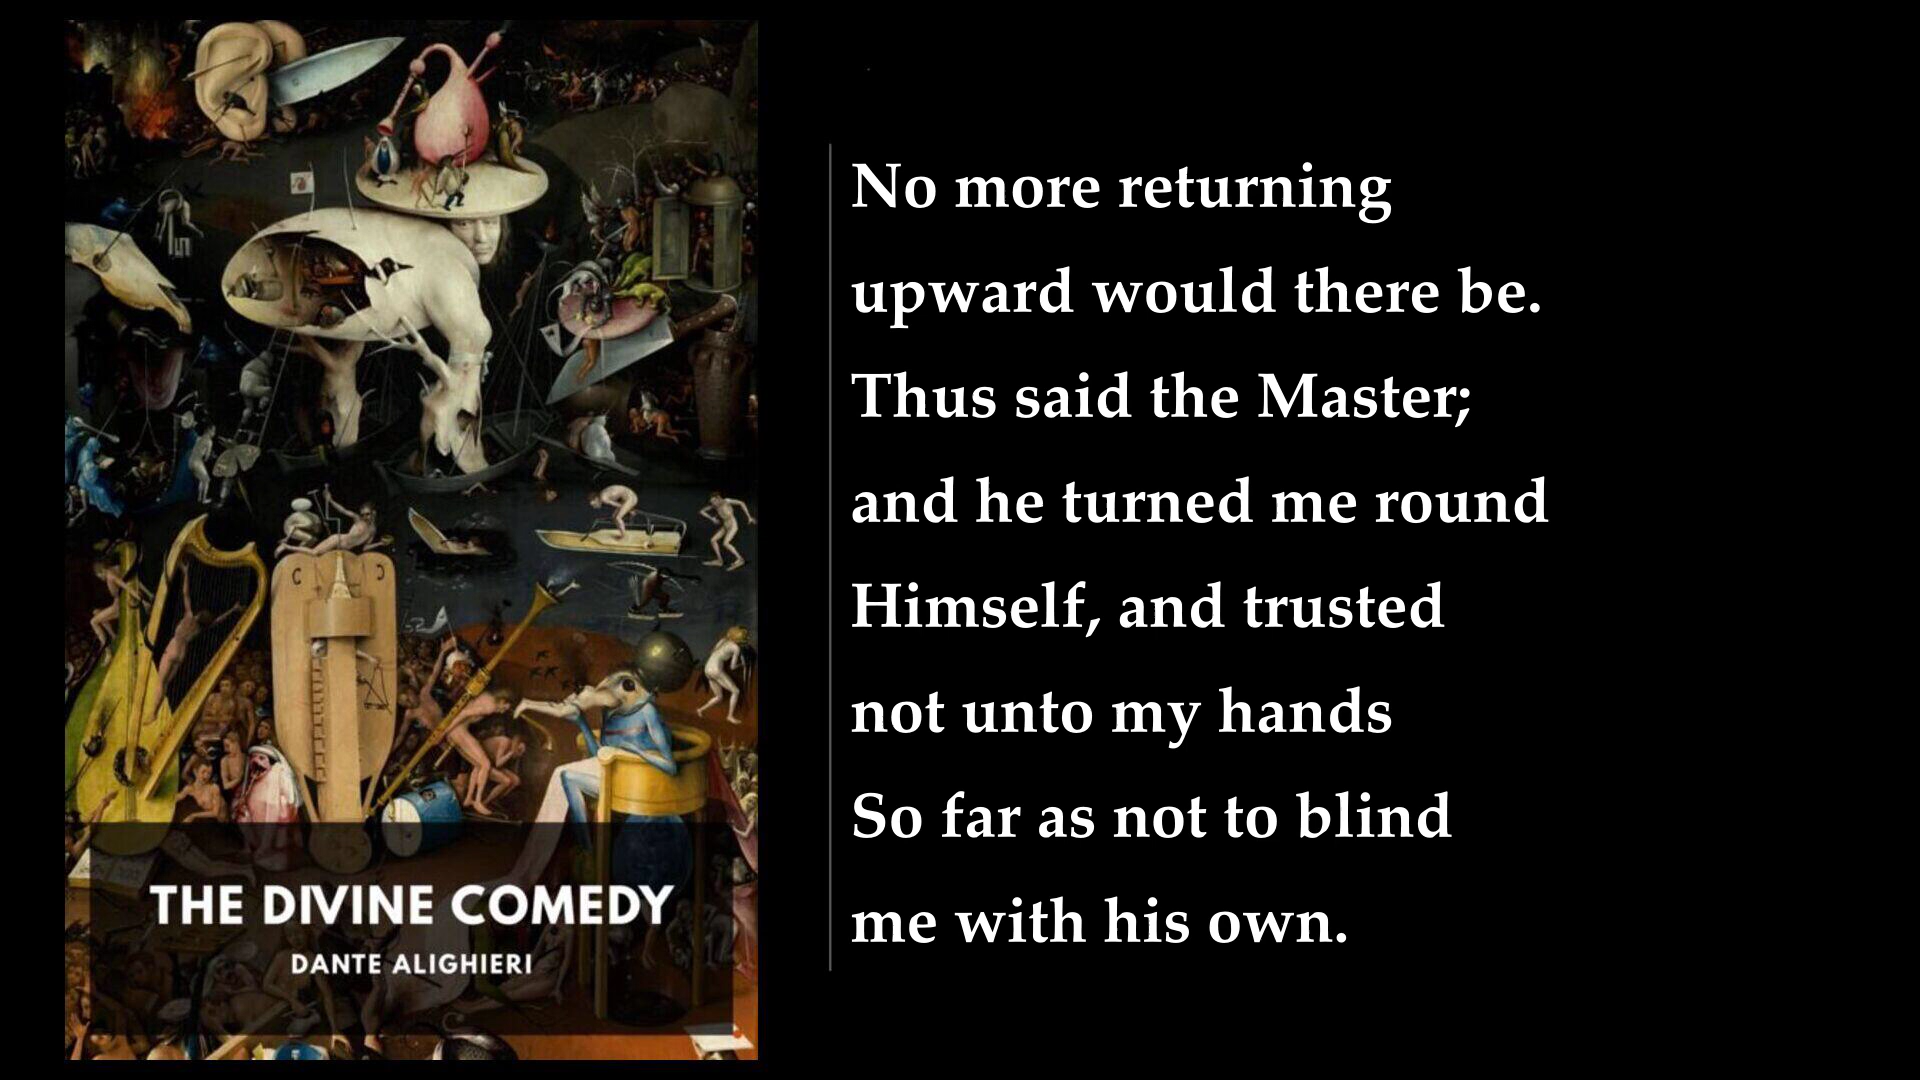 THE DIVINE COMEDY
DANTE ALIGHIERI
No more returning
upward would there be.
Thus said the Master;
and he turned me round
Himself, and trusted
not unto my hands
So far as not to blind
me with his own.